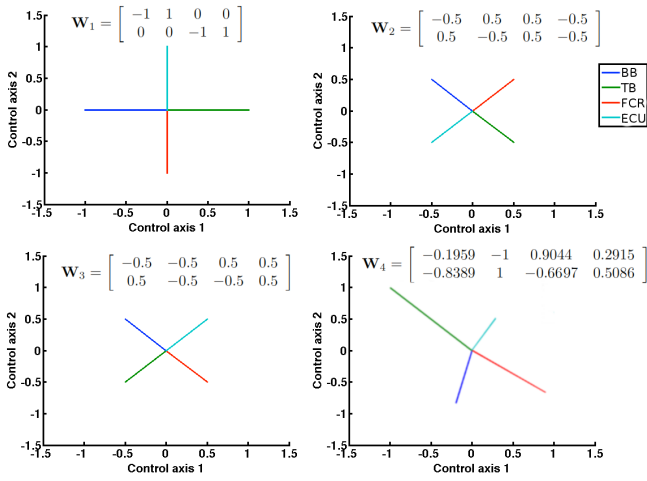 W1 = [ −1 1 0 0
0 0 −1 1 ]
1.5
1
0.5
0
-0.5
-1
-1.5
Control axis 2
-1.5 -1 -0.5 0 0.5 1 1.5
Control axis 1
W2 = [ −0.5 0.5 0.5 −0.5
0.5 −0.5 0.5 −0.5 ]
1.5
1
0.5
0
-0.5
-1
-1.5
Control axis 2
-1.5 -1 -0.5 0 0.5 1 1.5
Control axis 1
BB
TB
FCR
ECU
W3 = [ −0.5 −0.5 0.5 0.5
0.5 −0.5 −0.5 0.5 ]
1.5
1
0.5
0
-0.5
-1
-1.5
Control axis 2
-1.5 -1 -0.5 0 0.5 1 1.5
Control axis 1
W4 = [ −0.1959 −1 0.9044 0.2915
−0.8389 1 −0.6697 0.5086 ]
1.5
1
0.5
0
-0.5
-1
-1.5
Control axis 2
-1.5 -1 -0.5 0 0.5 1 1.5
Control axis 1